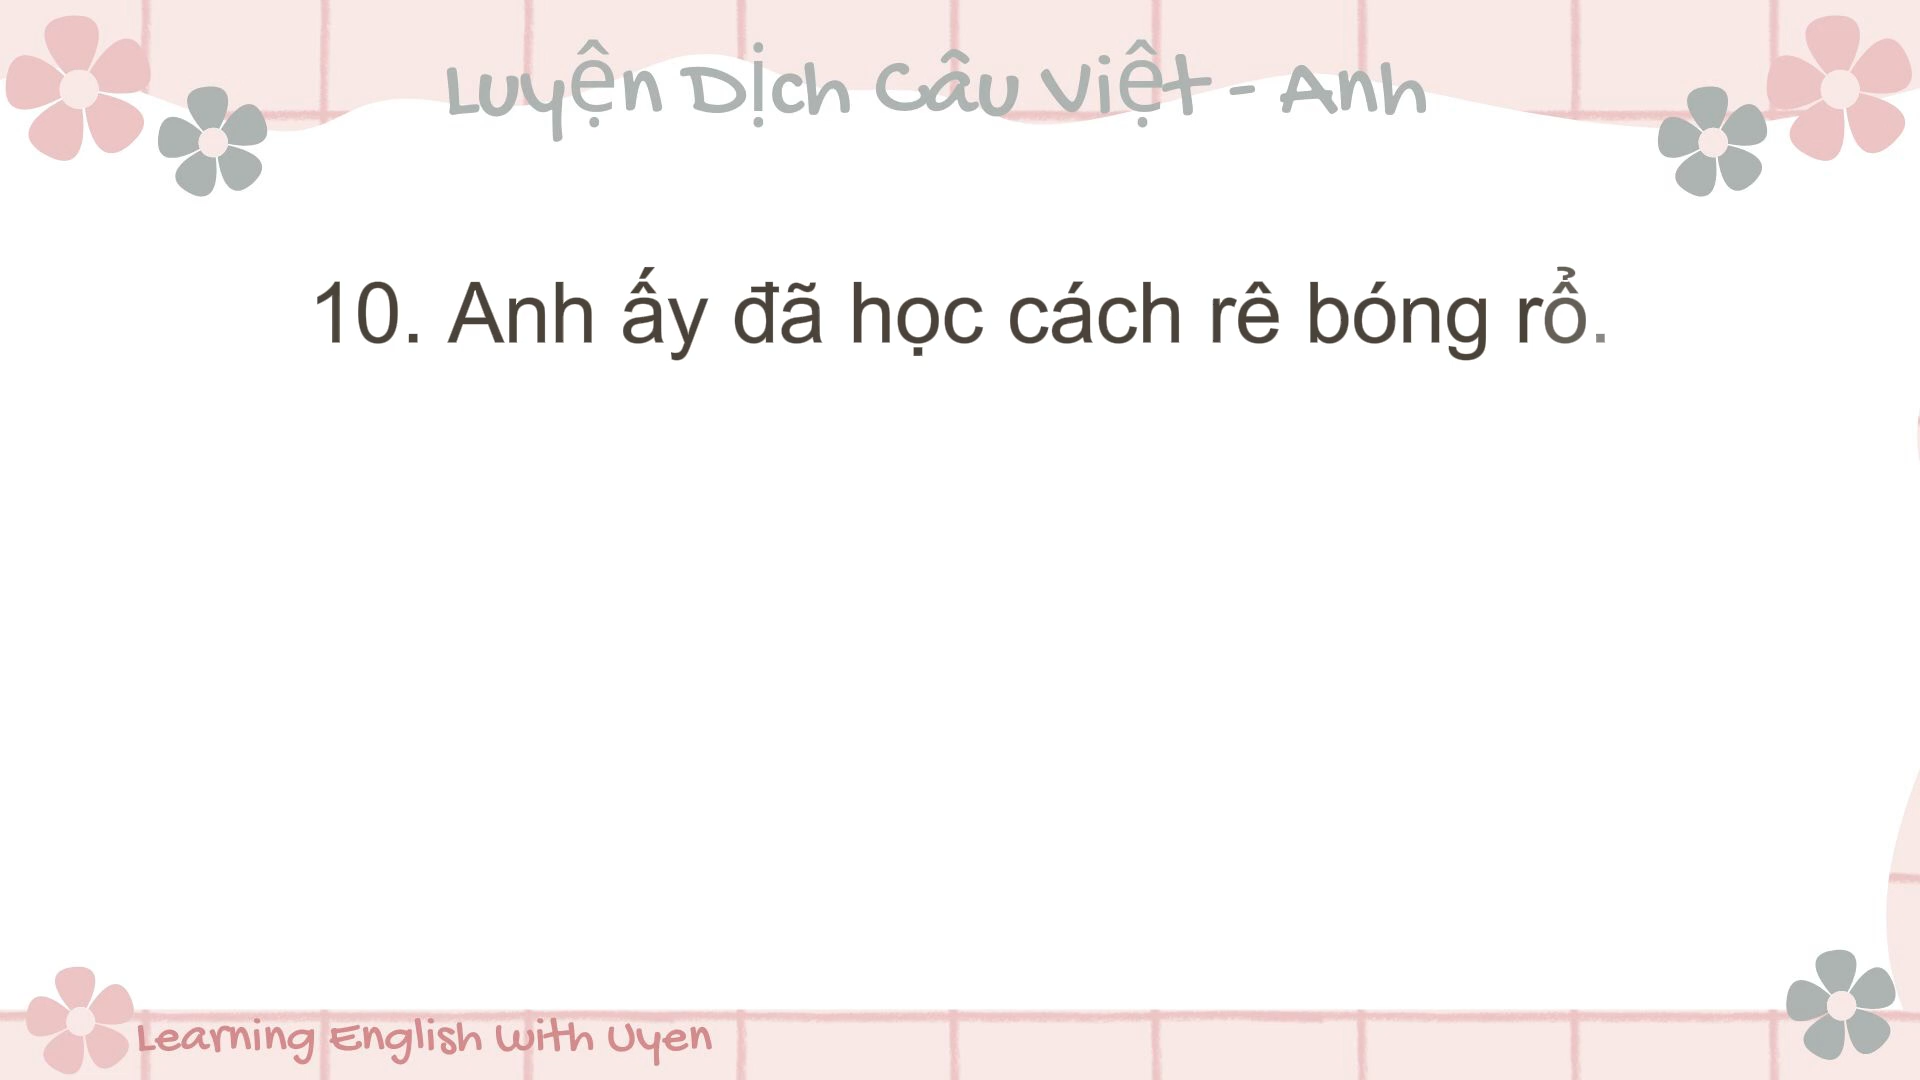 Luyện Dịch Câu Việt - Anh
10. Anh ấy đã học cách rê bóng rổ.
Learning English With Uyen